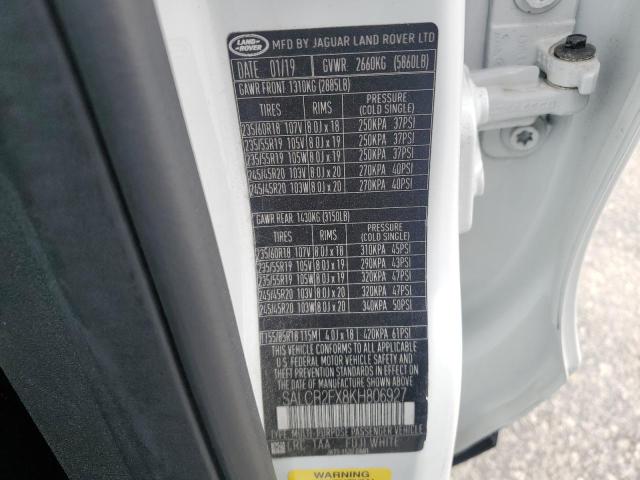 LAND-ROVER MFD BY JAGUAR LAND ROVER LTD
DATE 01/19 GVWR 2660KG (5860LB)
GAWR FRONT 1310KG (2885LB)
TIRES RIMS PRESSURE (COLD SINGLE)
235/60R18 107V 8.0J x 18 250KPA 37PSI
235/55R19 105V 8.0J x 19 250KPA 37PSI
235/55R19 105W 8.0J x 19 250KPA 37PSI
245/45R20 103V 8.0J x 20 270KPA 40PSI
245/45R20 103W 8.0J x 20 270KPA 40PSI
GAWR REAR 1430KG (3150LB)
TIRES RIMS PRESSURE (COLD SINGLE)
235/60R18 107V 8.0J x 18 310KPA 45PSI
235/55R19 105V 8.0J x 19 290KPA 43PSI
235/55R19 105W 8.0J x 19 320KPA 47PSI
245/45R20 103V 8.0J x 20 320KPA 47PSI
245/45R20 103W 8.0J x 20 340KPA 50PSI
T155/85R18 115M 4.0J x 18 420KPA 61PSI
THIS VEHICLE CONFORMS TO ALL APPLICABLE
U.S. FEDERAL MOTOR VEHICLE SAFETY
BUMPER, AND THEFT PREVENTION STANDARDS
IN EFFECT ON THE DATE OF MANUFACTURE
SHOWN ABOVE
SALCR2FX8KH806927
TYPE: MULTI-PURPOSE PASSENGER VEHICLE
LRC 1AA FUJI WHITE
WARNING